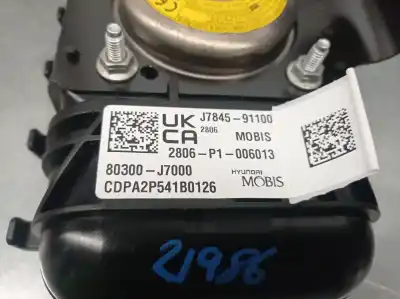 UK
CA
2806
J7845-91100
MOBIS
2806-P1-006013
80300-J7000
CDPA2P541B0126
HYUNDAI
MOBIS
21986